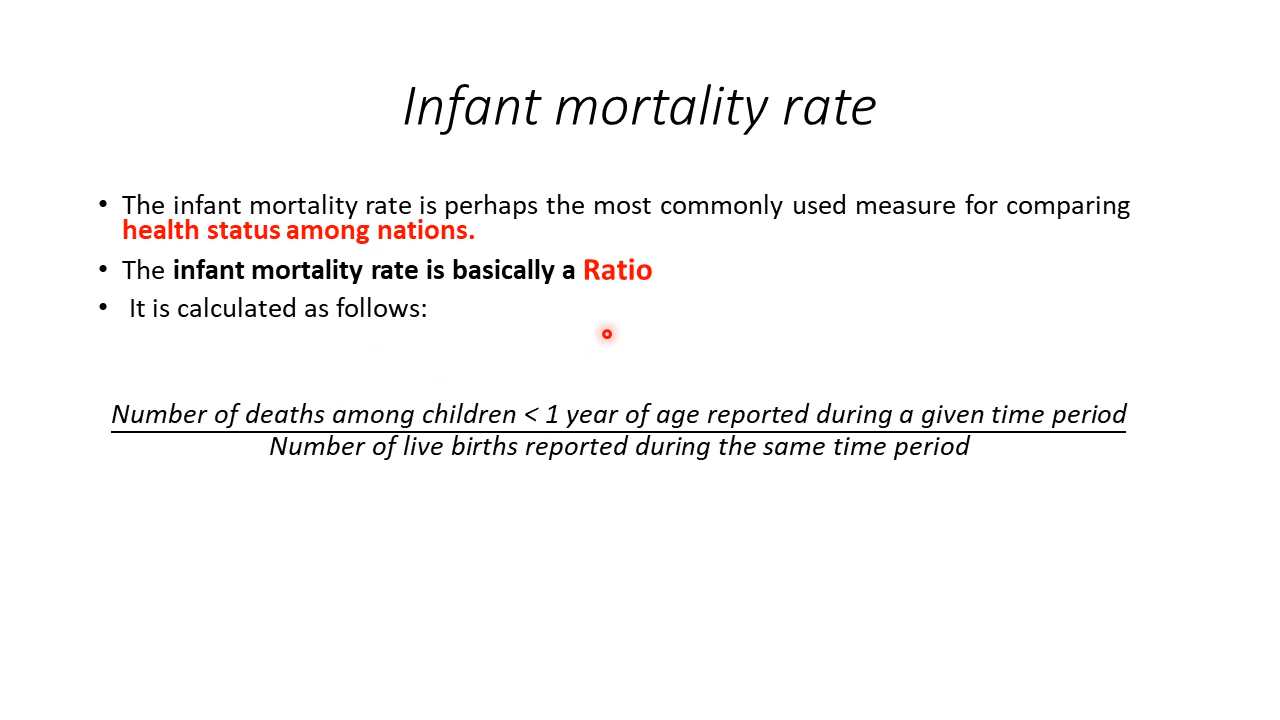 Infant mortality rate
• The infant mortality rate is perhaps the most commonly used measure for comparing
health status among nations.
• The infant mortality rate is basically a Ratio
• It is calculated as follows:
Number of deaths among children < 1 year of age reported during a given time period
Number of live births reported during the same time period